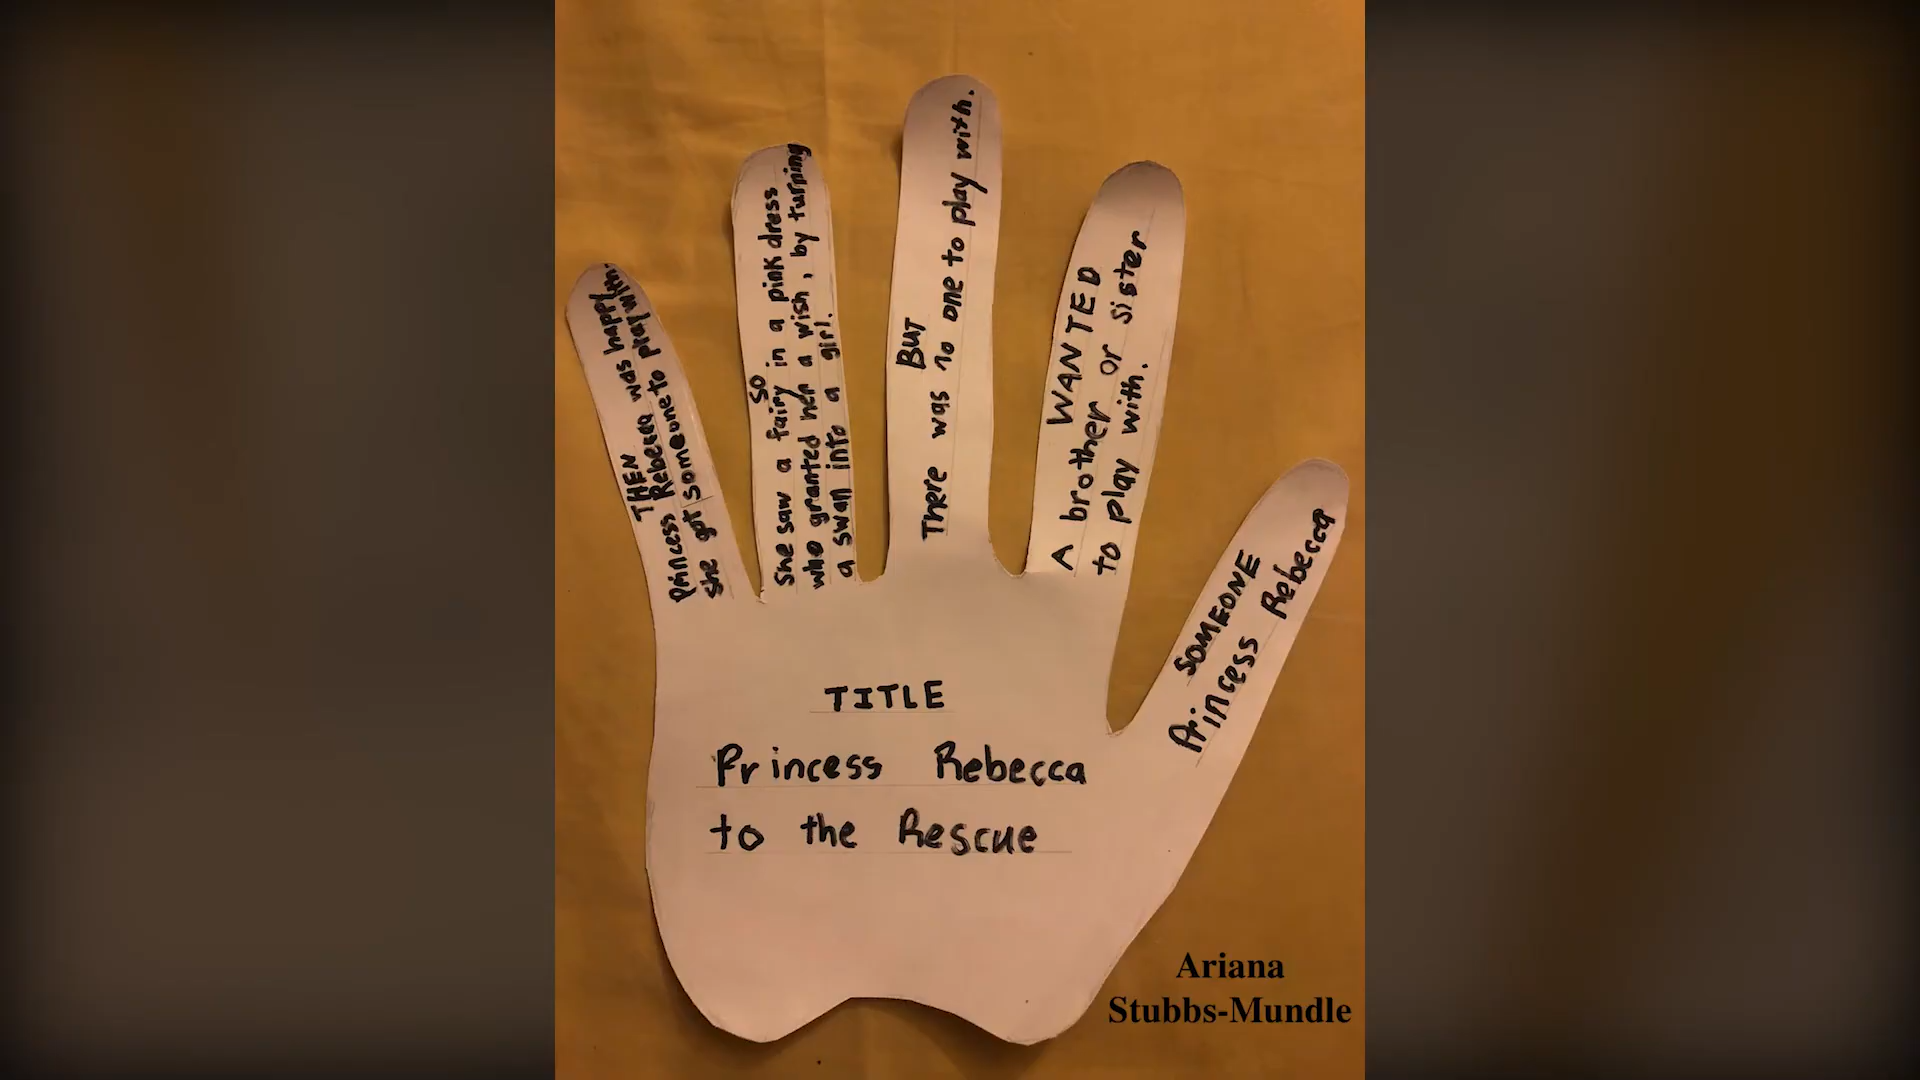 TITLE
Princess Rebecca
to the Rescue
SOMEONE
Princess Rebecca
WANTED
A brother or sister
to play with.
BUT
There was no one to play with.
SO
She saw a fairy in a pink dress
who granted her a wish, by turning
a swan into a girl.
THEN
Princess Rebecca was happy.
She got someone to play with.
Ariana
Stubbs-Mundle